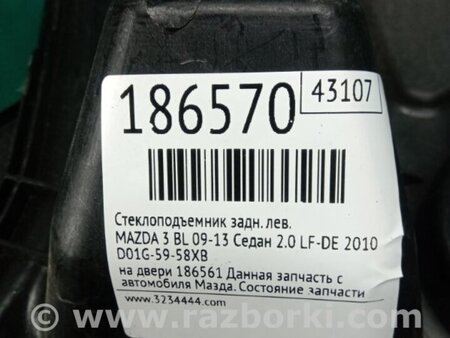 186570
43107
Стеклоподъемник задн. лев.
MAZDA 3 BL 09-13 Седан 2.0 LF-DE 2010
D01G-59-58XB
на двери 186561 Данная запчасть с
автомобиля Мазда. Состояние запчасти
www.3234444.com
© www.razborki.com